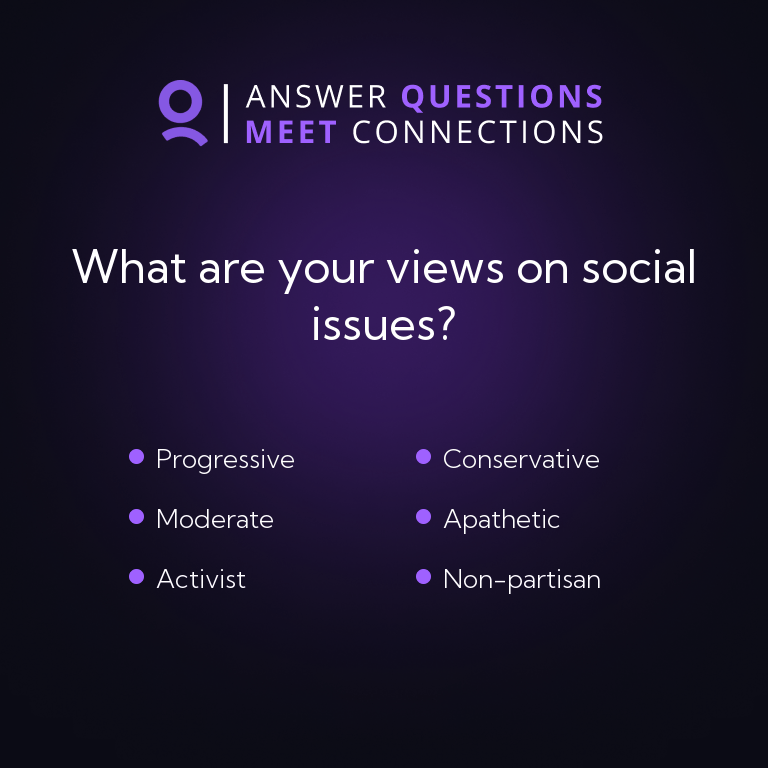 ANSWER QUESTIONS
MEET CONNECTIONS
What are your views on social
issues?
Progressive
Conservative
Moderate
Apathetic
Activist
Non-partisan